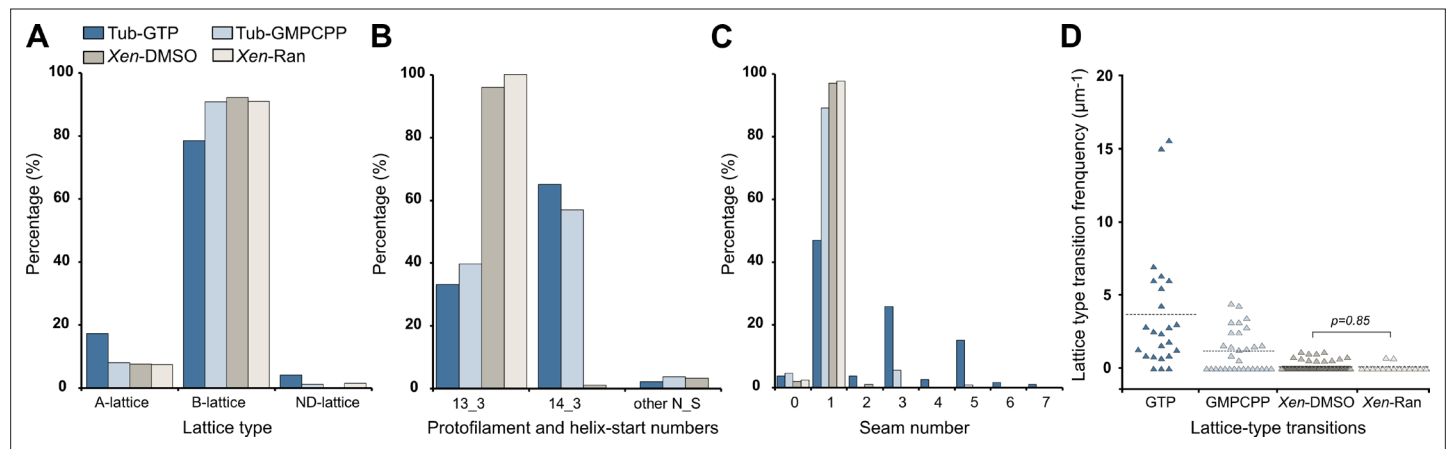 A
Tub-GTP
Tub-GMPCPP
Xen-DMSO
Xen-Ran
Percentage (%)
100
80
60
40
20
0
A-lattice B-lattice ND-lattice
Lattice type
B
Percentage (%)
100
80
60
40
20
0
13_3 14_3 other N_S
Protofilament and helix-start numbers
C
Percentage (%)
100
80
60
40
20
0
0 1 2 3 4 5 6 7
Seam number
D
Lattice type transition frenquency (µm-1)
20
15
10
5
0
p=0.85
GTP GMPCPP Xen-DMSO Xen-Ran
Lattice-type transitions